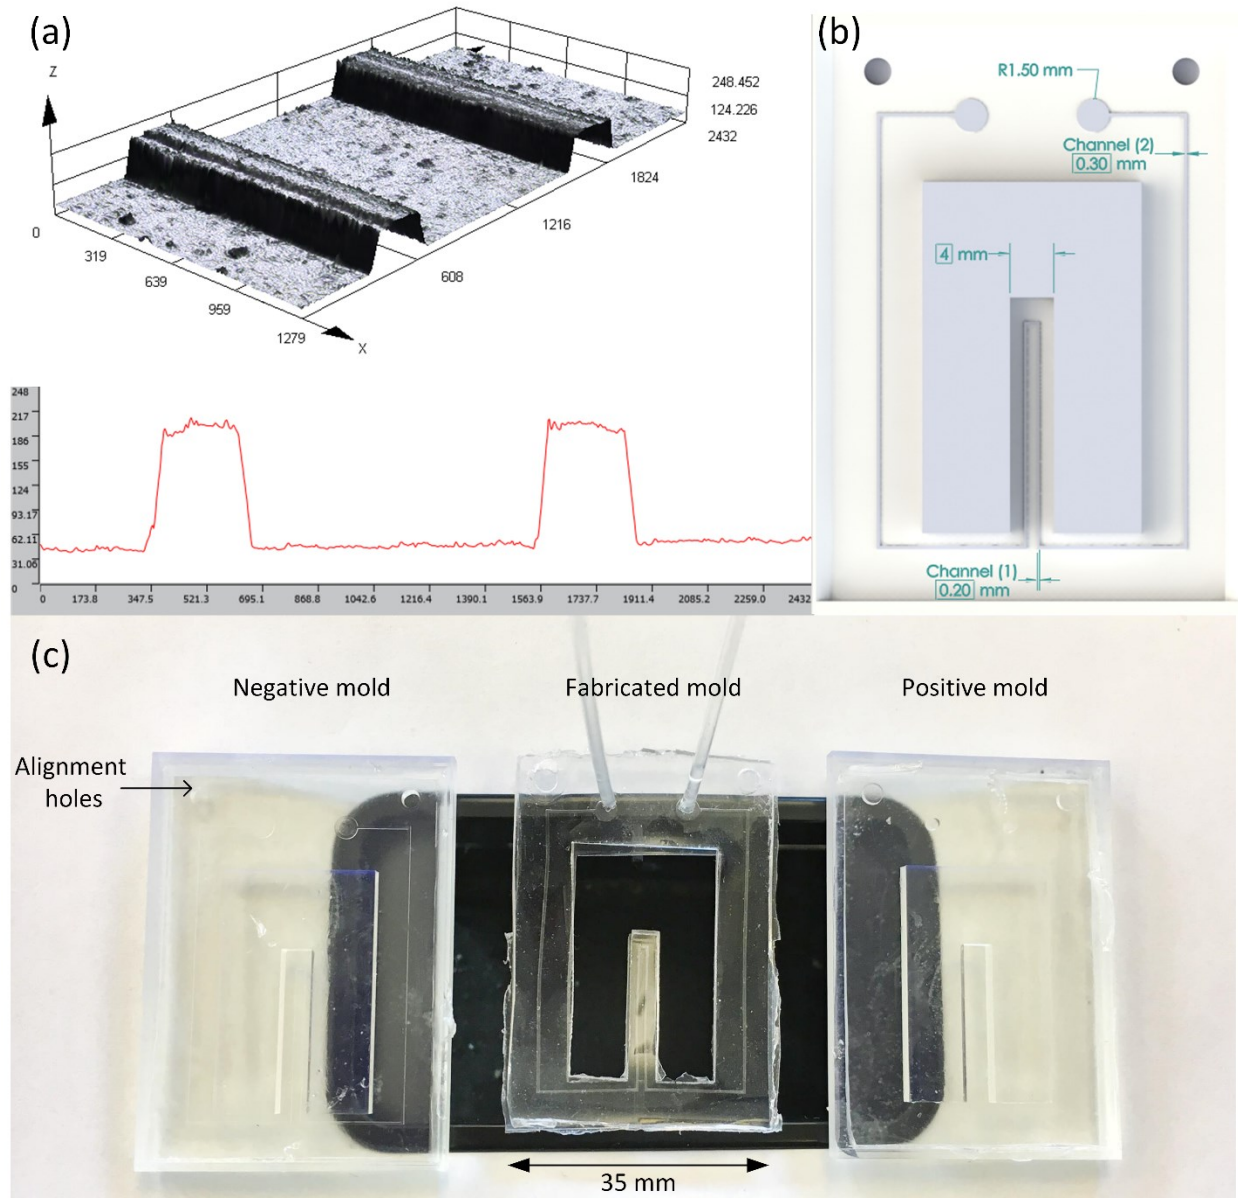 (a)
Z
248.452
124.226
2432
1824
1216
608
0
319
639
959
1279
X
248
217
186
155
124
93.17
62.11
31.06
0
0 173.8 347.5 521.3 695.1 868.8 1042.6 1216.4 1390.1 1563.9 1737.7 1911.4 2085.2 2259.0 2432
(b)
R1.50 mm
Channel (2)
0.30 mm
4 mm
Channel (1)
0.20 mm
(c)
Negative mold
Fabricated mold
Positive mold
Alignment
holes
35 mm